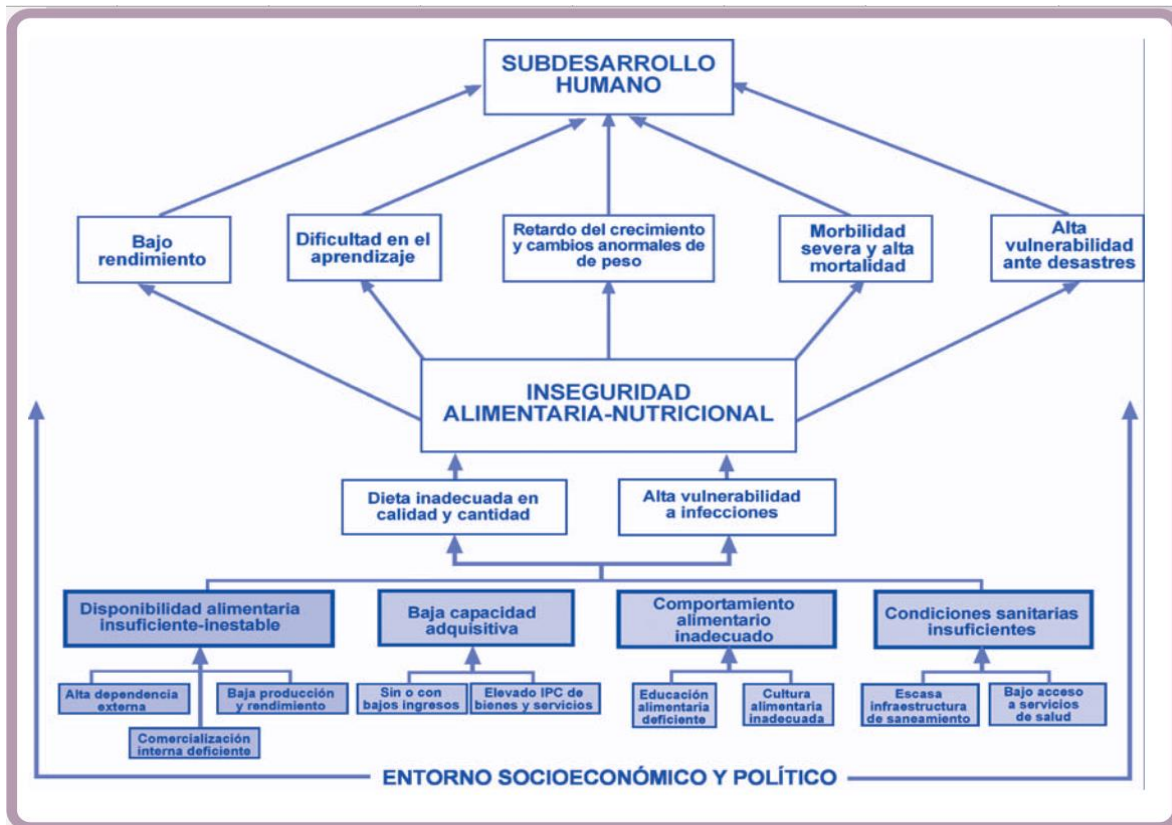 SUBDESARROLLO
HUMANO
Bajo
rendimiento
Dificultad en el
aprendizaje
Retardo del crecimiento
y cambios anormales de
de peso
Morbilidad
severa y alta
mortalidad
Alta
vulnerabilidad
ante desastres
INSEGURIDAD
ALIMENTARIA-NUTRICIONAL
Dieta inadecuada en
calidad y cantidad
Alta vulnerabilidad
a infecciones
Disponibilidad alimentaria
insuficiente-inestable
Baja capacidad
adquisitiva
Comportamiento
alimentario
inadecuado
Condiciones sanitarias
insuficientes
Alta dependencia
externa
Baja producción
y rendimiento
Comercialización
interna deficiente
Sin o con
bajos ingresos
Elevado IPC de
bienes y servicios
Educación
alimentaria
deficiente
Cultura
alimentaria
inadecuada
Escasa
infraestructura
de saneamiento
Bajo acceso
a servicios
de salud
ENTORNO SOCIOECONÓMICO Y POLÍTICO